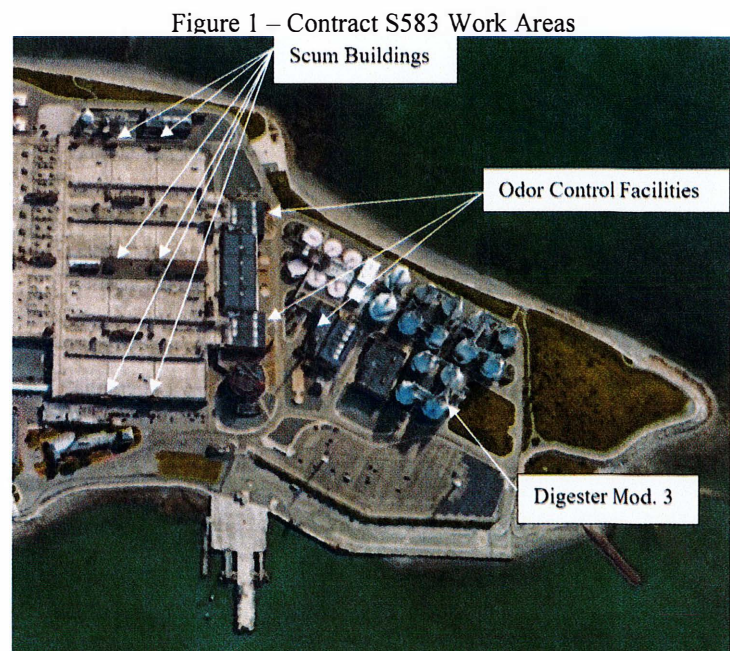 Figure 1 – Contract S583 Work Areas
Scum Buildings
Odor Control Facilities
Digester Mod. 3